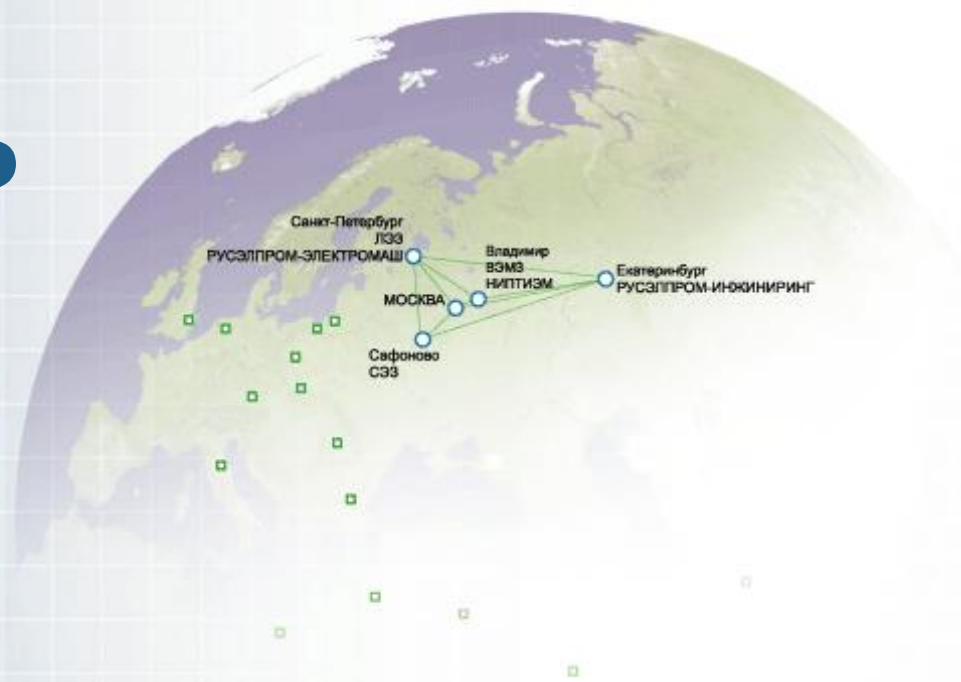 Санкт-Петербург
ЛЭЗ
РУСЭЛПРОМ-ЭЛЕКТРОМАШ
Владимир
ВЭМЗ
НИПТИЭМ
Екатеринбург
РУСЭЛПРОМ-ИНЖИНИРИНГ
МОСКВА
Сафоново
СЭЗ